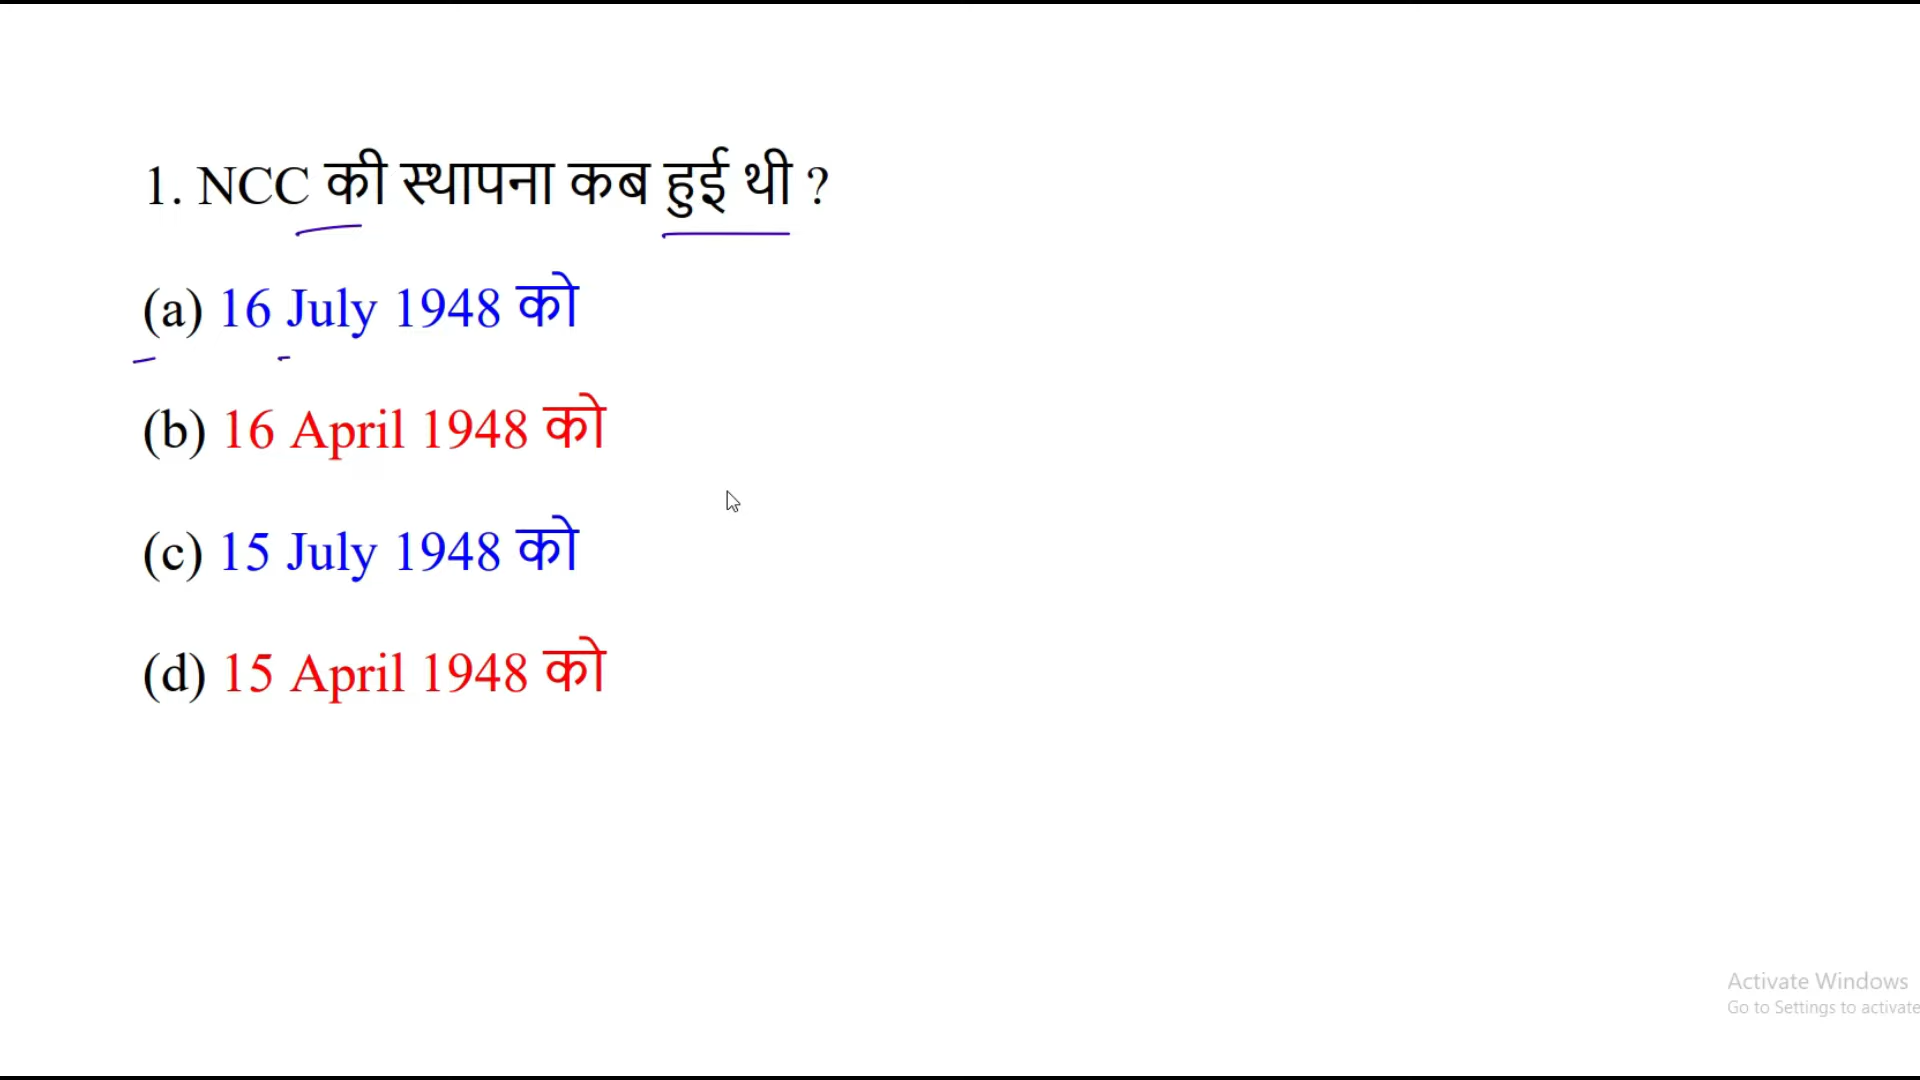 1. NCC की स्थापना कब हुई थी ?
(a) 16 July 1948 को
(b) 16 April 1948 को
(c) 15 July 1948 को
(d) 15 April 1948 को
Activate Windows
Go to Settings to activate